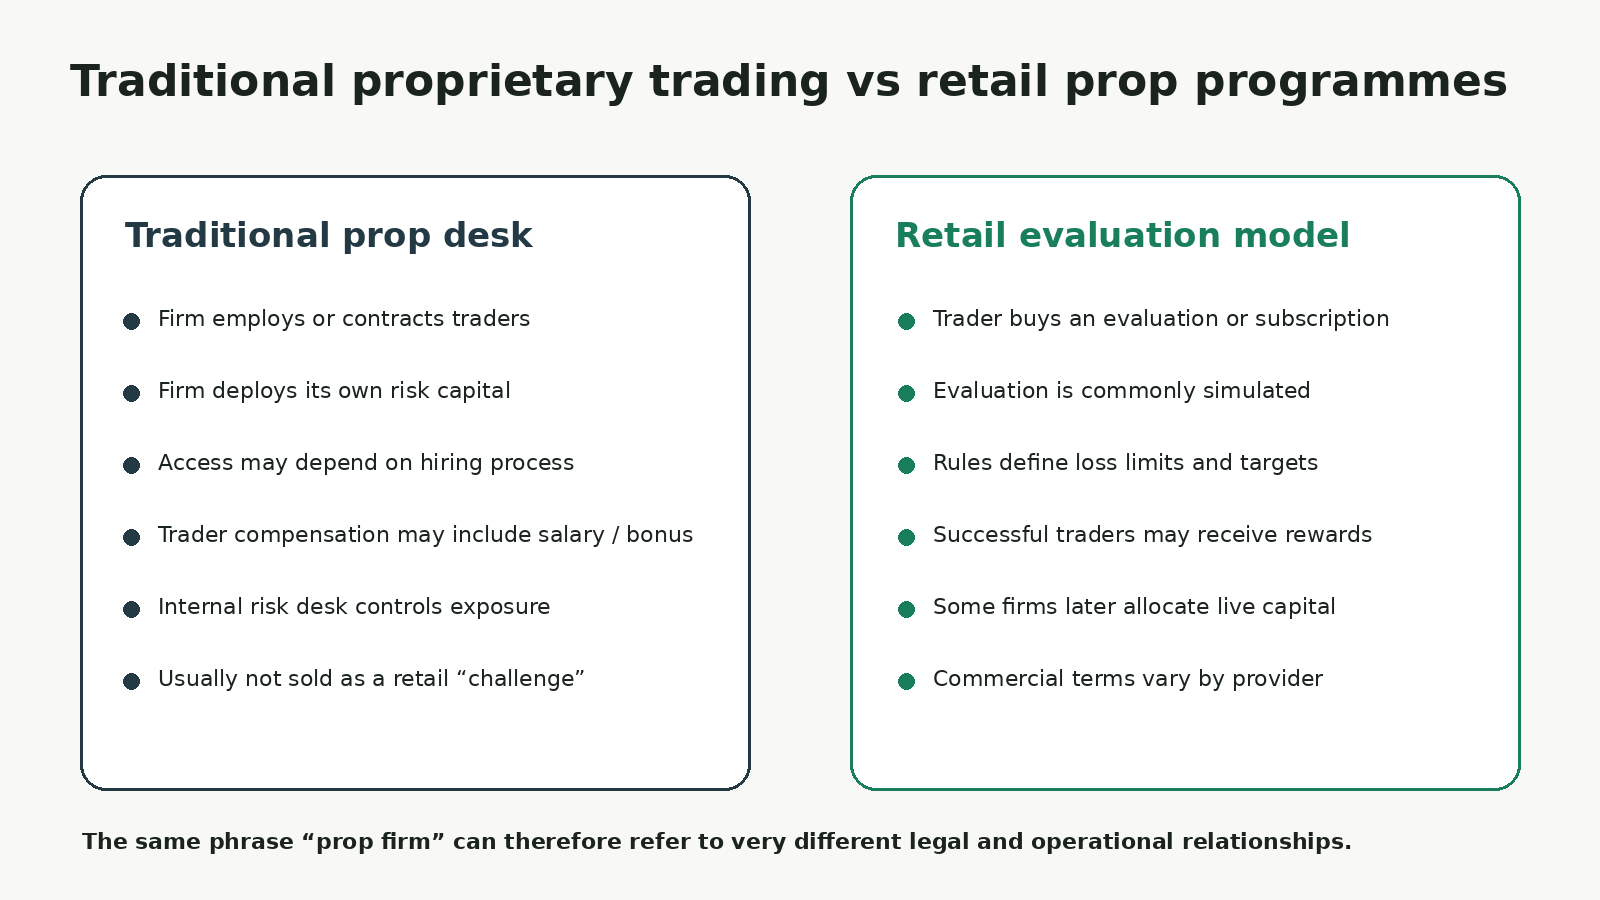 Traditional proprietary trading vs retail prop programmes
Traditional prop desk
Firm employs or contracts traders
Firm deploys its own risk capital
Access may depend on hiring process
Trader compensation may include salary / bonus
Internal risk desk controls exposure
Usually not sold as a retail “challenge”
Retail evaluation model
Trader buys an evaluation or subscription
Evaluation is commonly simulated
Rules define loss limits and targets
Successful traders may receive rewards
Some firms later allocate live capital
Commercial terms vary by provider
The same phrase “prop firm” can therefore refer to very different legal and operational relationships.